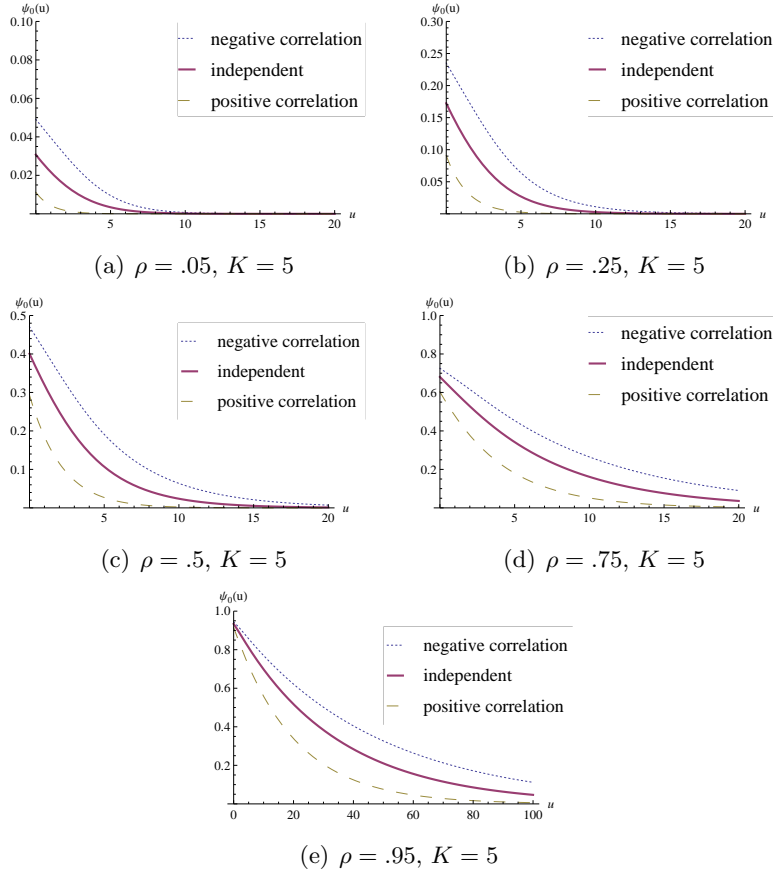 ψ₀(u)
0.10
0.08
0.06
0.04
0.02
5
10
15
20
u
negative correlation
independent
positive correlation
(a) ρ = .05, K = 5
ψ₀(u)
0.30
0.25
0.20
0.15
0.10
0.05
5
10
15
20
u
negative correlation
independent
positive correlation
(b) ρ = .25, K = 5
ψ₀(u)
0.5
0.4
0.3
0.2
0.1
5
10
15
20
u
negative correlation
independent
positive correlation
(c) ρ = .5, K = 5
ψ₀(u)
1.0
0.8
0.6
0.4
0.2
5
10
15
20
u
negative correlation
independent
positive correlation
(d) ρ = .75, K = 5
ψ₀(u)
1.0
0.8
0.6
0.4
0.2
0
20
40
60
80
100
u
negative correlation
independent
positive correlation
(e) ρ = .95, K = 5